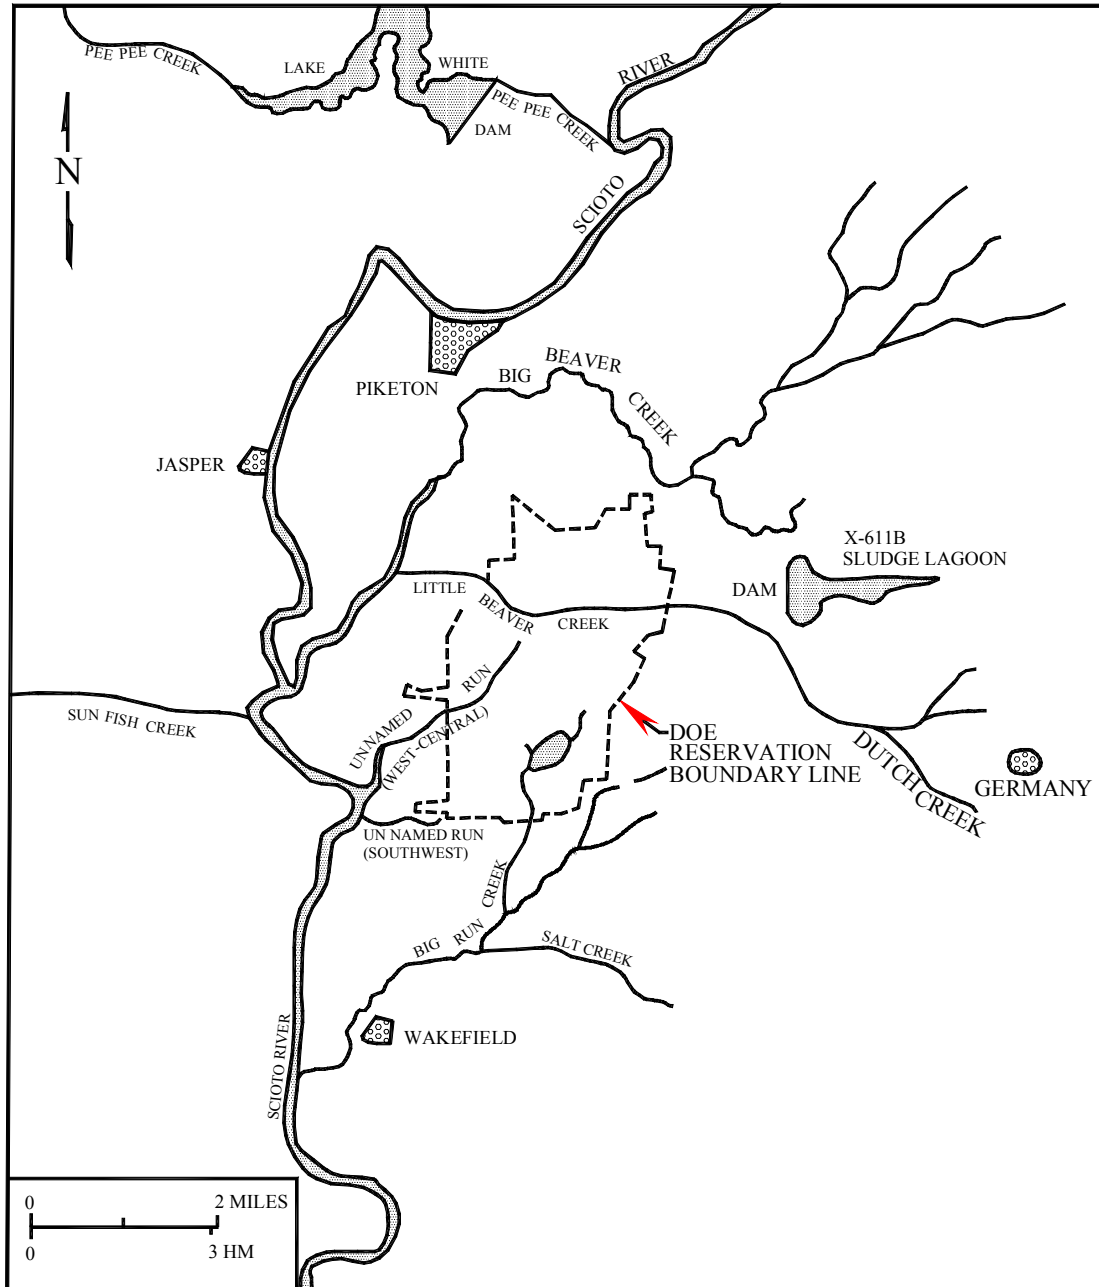 PEE PEE CREEK
LAKE
WHITE
DAM
PEE PEE CREEK
RIVER
N
SCIOTO
PIKETON
BIG
BEAVER
CREEK
JASPER
X-611B
SLUDGE LAGOON
DAM
LITTLE
BEAVER
CREEK
SUN FISH CREEK
UN NAMED
RUN
(WEST-CENTRAL)
DOE
RESERVATION
BOUNDARY LINE
DUTCH
CREEK
GERMANY
UN NAMED RUN
(SOUTHWEST)
BIG
RUN
CREEK
SALT CREEK
WAKEFIELD
SCIOTO RIVER
0
2 MILES
0
3 HM